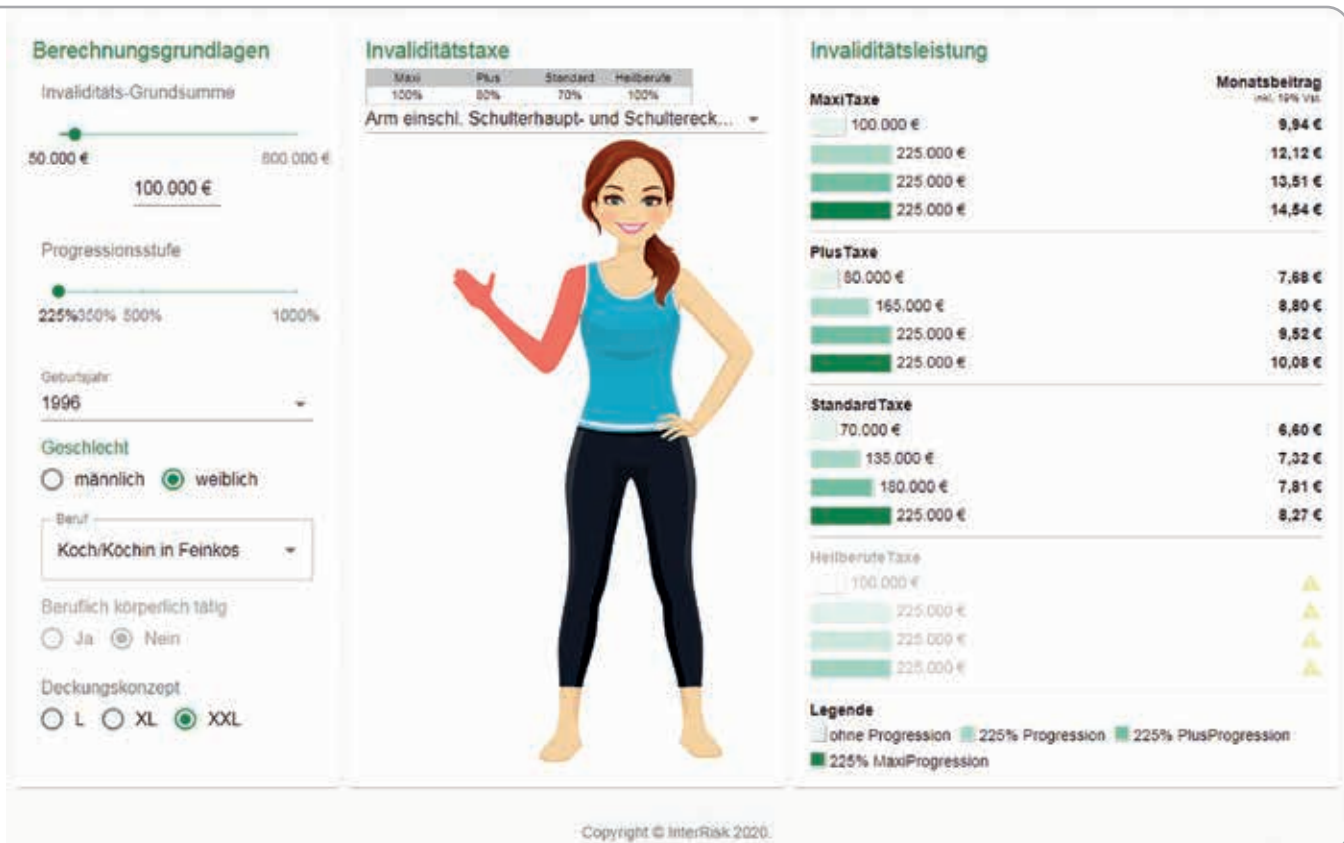 Berechnungsgrundlagen
Invaliditäts-Grundsumme
50.000 €
800.000 €
100.000 €
Progressionsstufe
225%350% 500% 1000%
Geburtsjahr
1996
Geschlecht
männlich weiblich
Beruf
Koch/Köchin in Feinkos
Beruflich körperlich tätig
Ja Nein
Deckungskonzept
L XL XXL
Invaliditätstaxe
Maxi Plus Standard Heilberufe
100% 80% 70% 100%
Arm einschl. Schulterhaupt- und Schultereck...
Invaliditätsleistung
Monatsbeitrag
inkl. 19% Vst.
MaxiTaxe
100.000 € 9,94 €
225.000 € 12,12 €
225.000 € 13,51 €
225.000 € 14,54 €
PlusTaxe
80.000 € 7,68 €
165.000 € 8,80 €
225.000 € 9,52 €
225.000 € 10,08 €
StandardTaxe
70.000 € 6,60 €
135.000 € 7,32 €
180.000 € 7,81 €
225.000 € 8,27 €
HeilberufeTaxe
100.000 €
225.000 €
225.000 €
225.000 €
Legende
ohne Progression 225% Progression 225% PlusProgression
225% MaxiProgression
Copyright © InterRisk 2020.